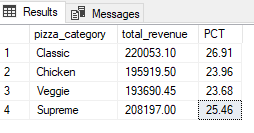 Results Messages
pizza_category total_revenue PCT
1 Classic 220053.10 26.91
2 Chicken 195919.50 23.96
3 Veggie 193690.45 23.68
4 Supreme 208197.00 25.46